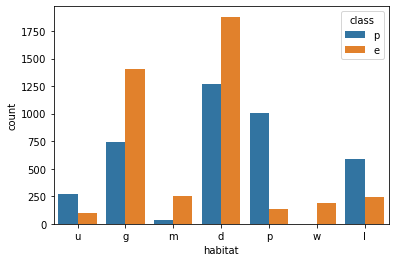 class
p
e
1750
1500
1250
1000
750
500
250
0
count
u g m d p w l
habitat